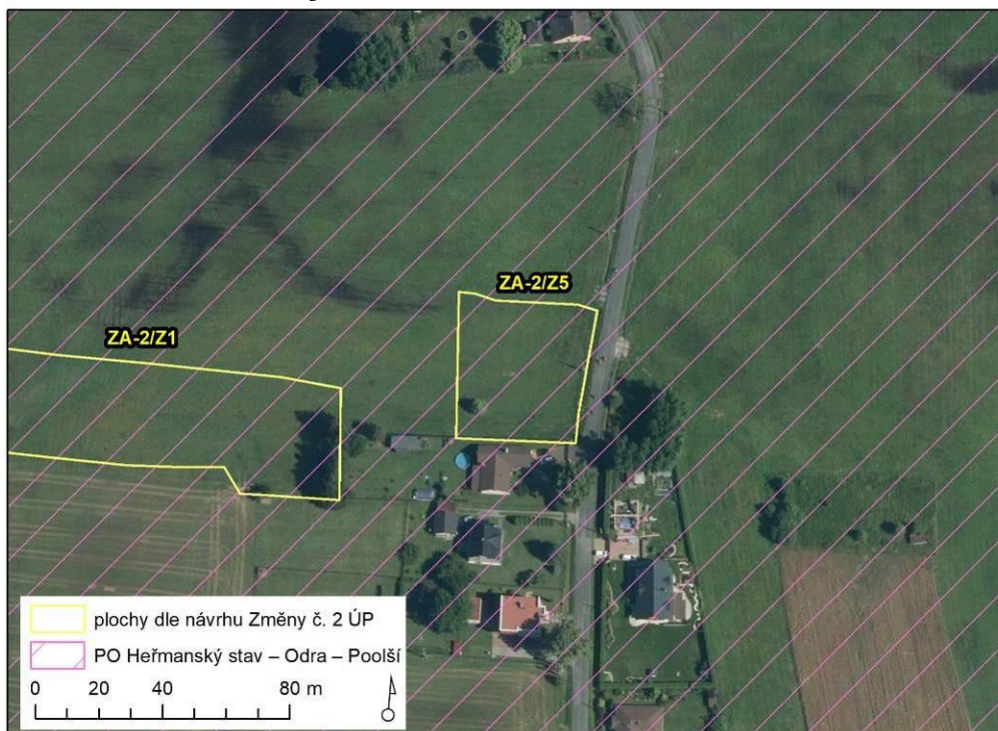 ZA-2/Z5
ZA-2/Z1
plochy dle návrhu Změny č. 2 ÚP
PO Heřmanský stav – Odra – Poolší
0 20 40 80 m